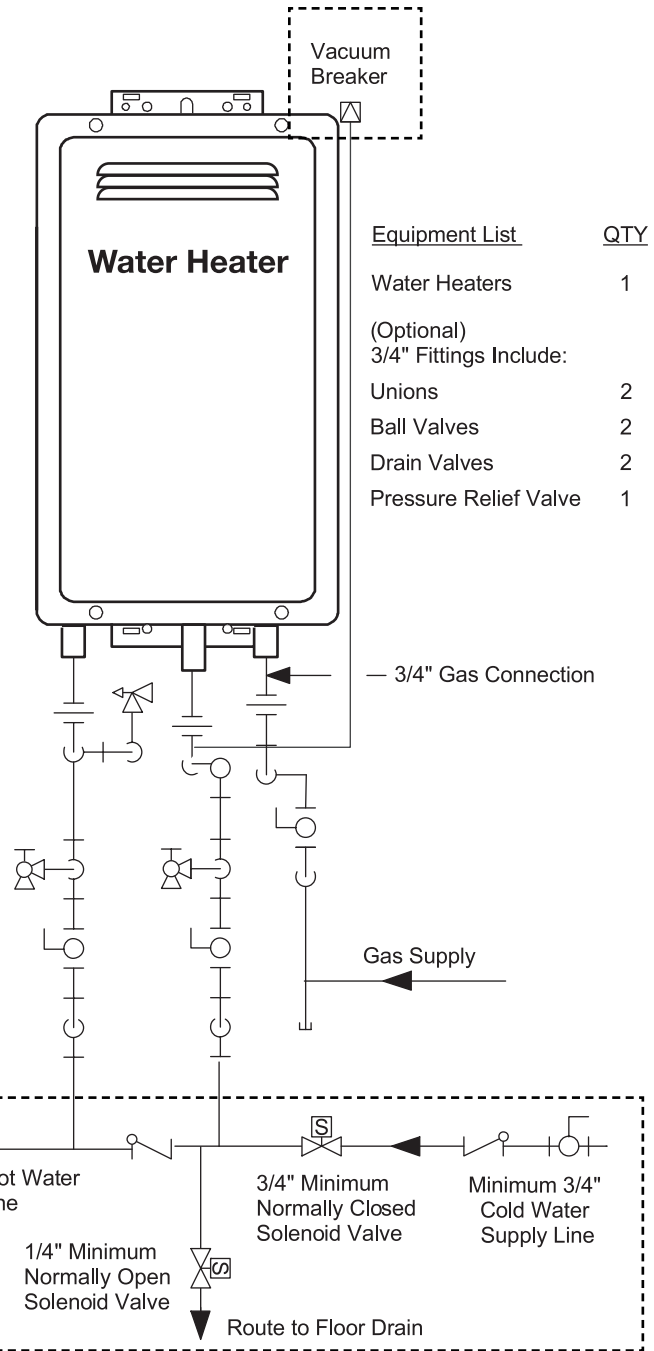 Vacuum
Breaker
Water Heater
Equipment List QTY
Water Heaters 1
(Optional)
3/4" Fittings Include:
Unions 2
Ball Valves 2
Drain Valves 2
Pressure Relief Valve 1
3/4" Gas Connection
Gas Supply
S
Water
3/4" Minimum
Normally Closed
Solenoid Valve
Minimum 3/4"
Cold Water
Supply Line
1/4" Minimum
Normally Open
Solenoid Valve
S
Route to Floor Drain